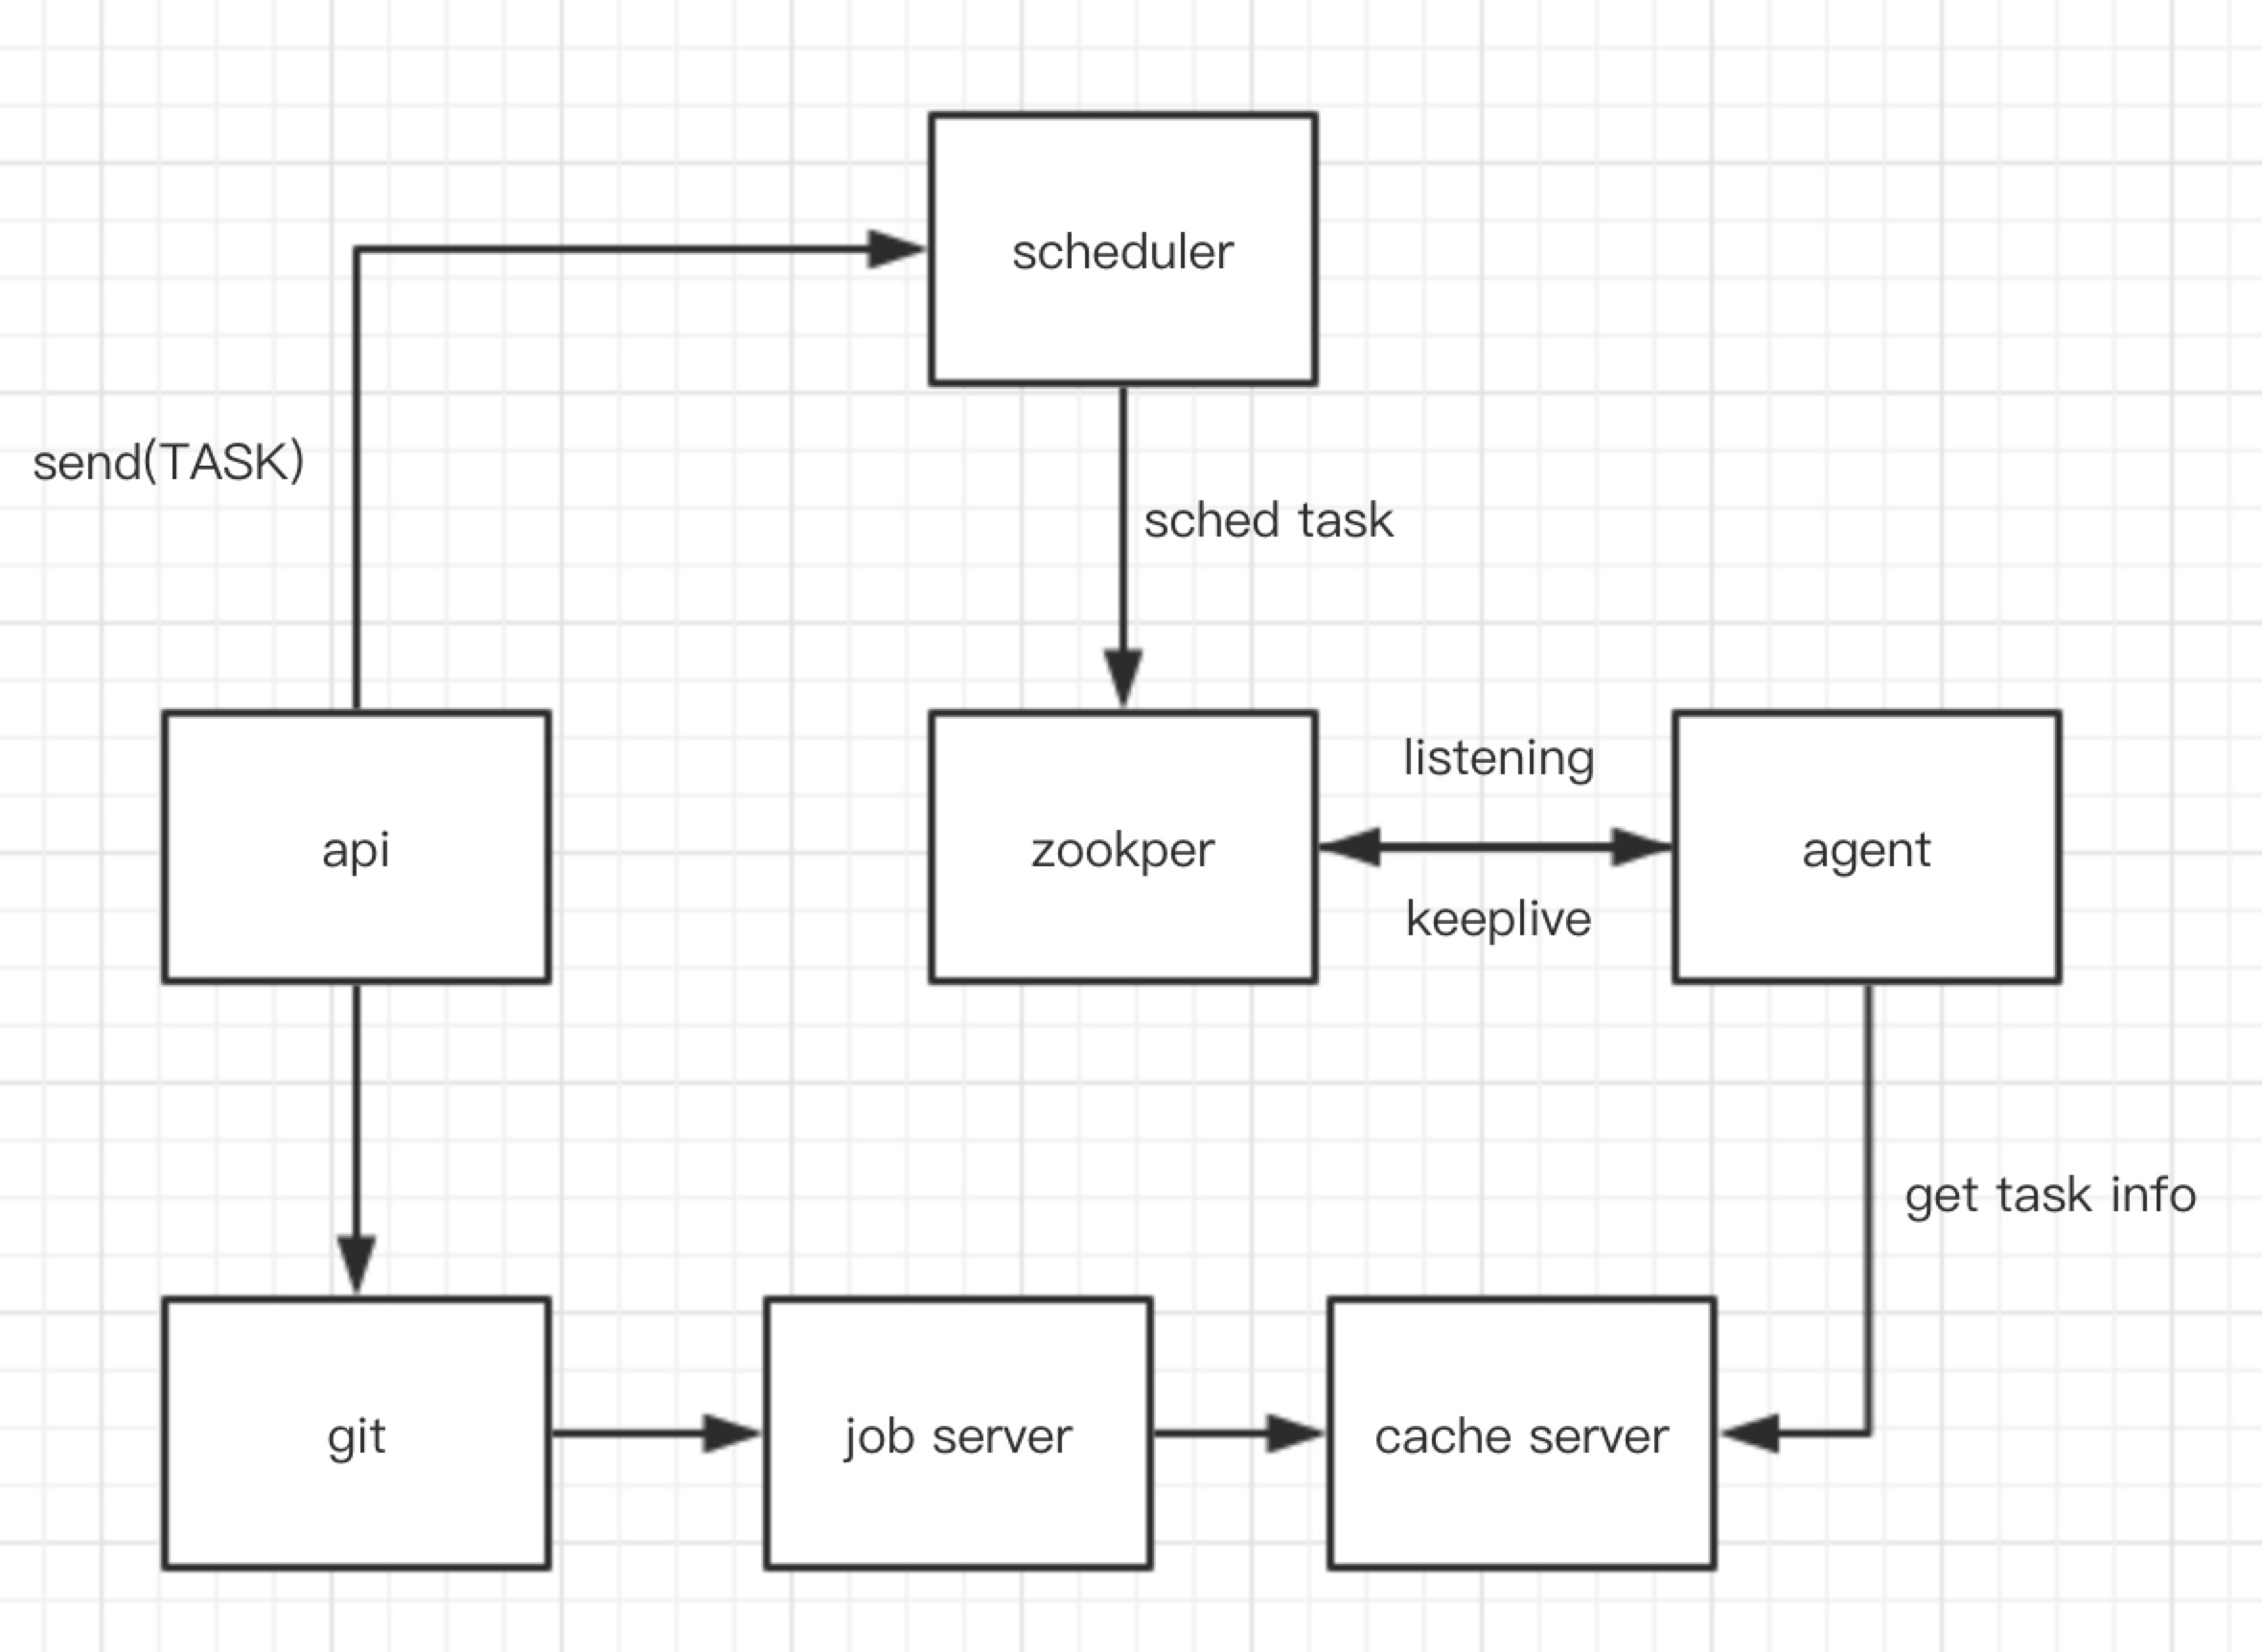 scheduler
send(TASK)
sched task
listening
api
zookper
agent
keeplive
get task info
git
job server
cache server